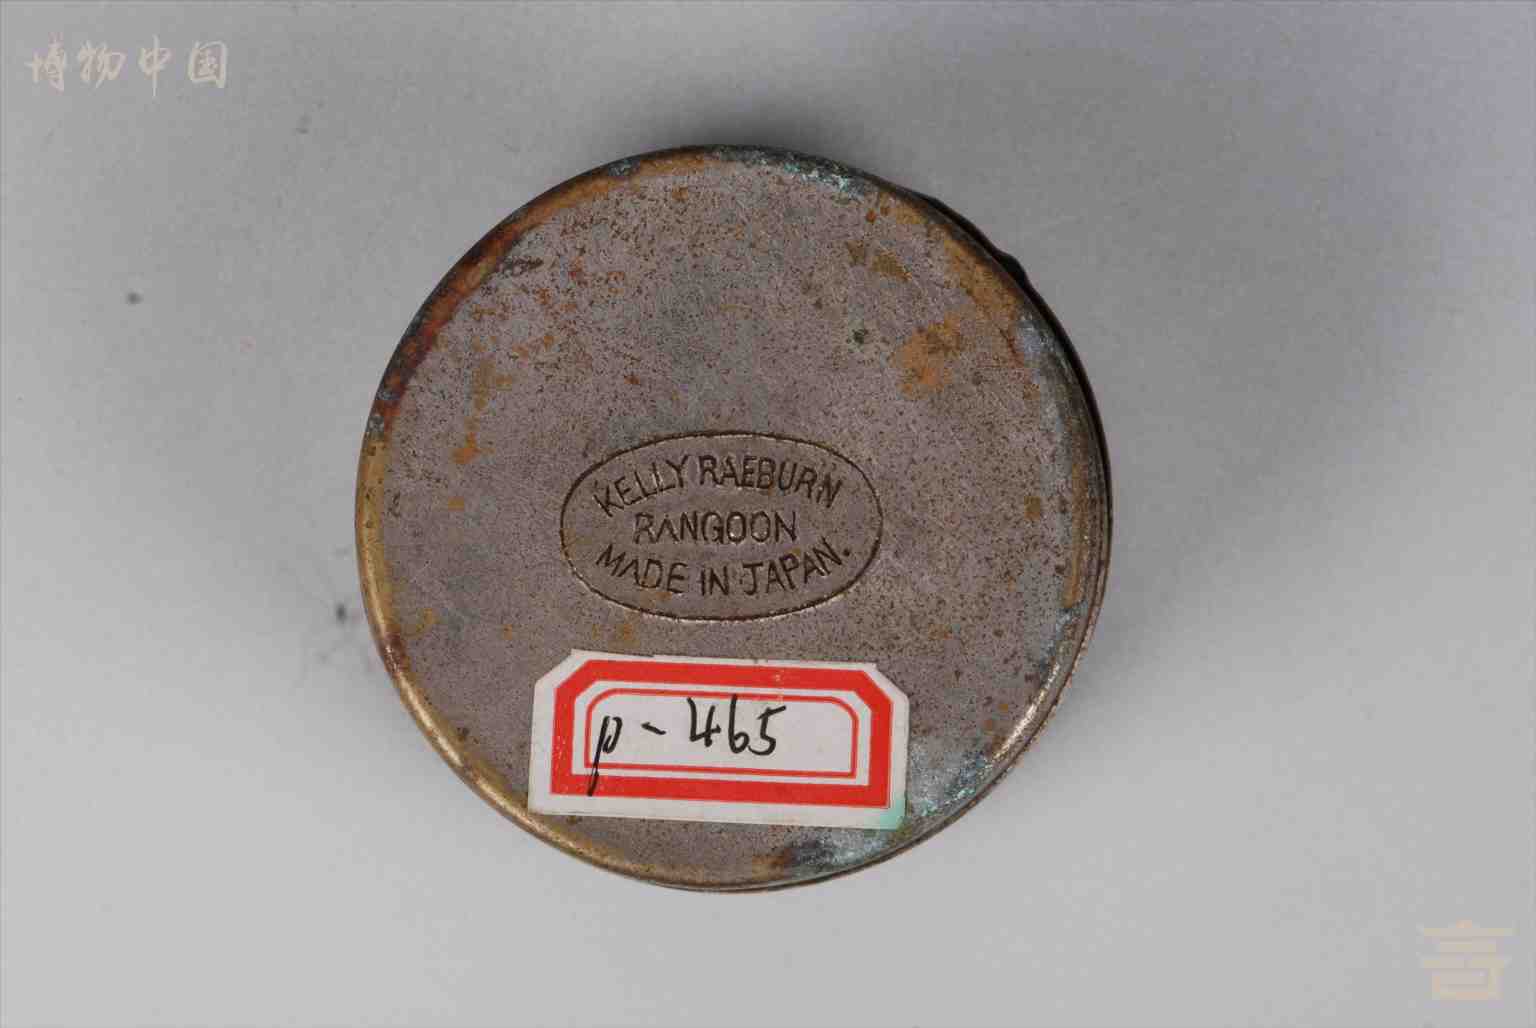 博物中国
KELLY RAEBURN
RANGOON
MADE IN JAPAN.
P-465